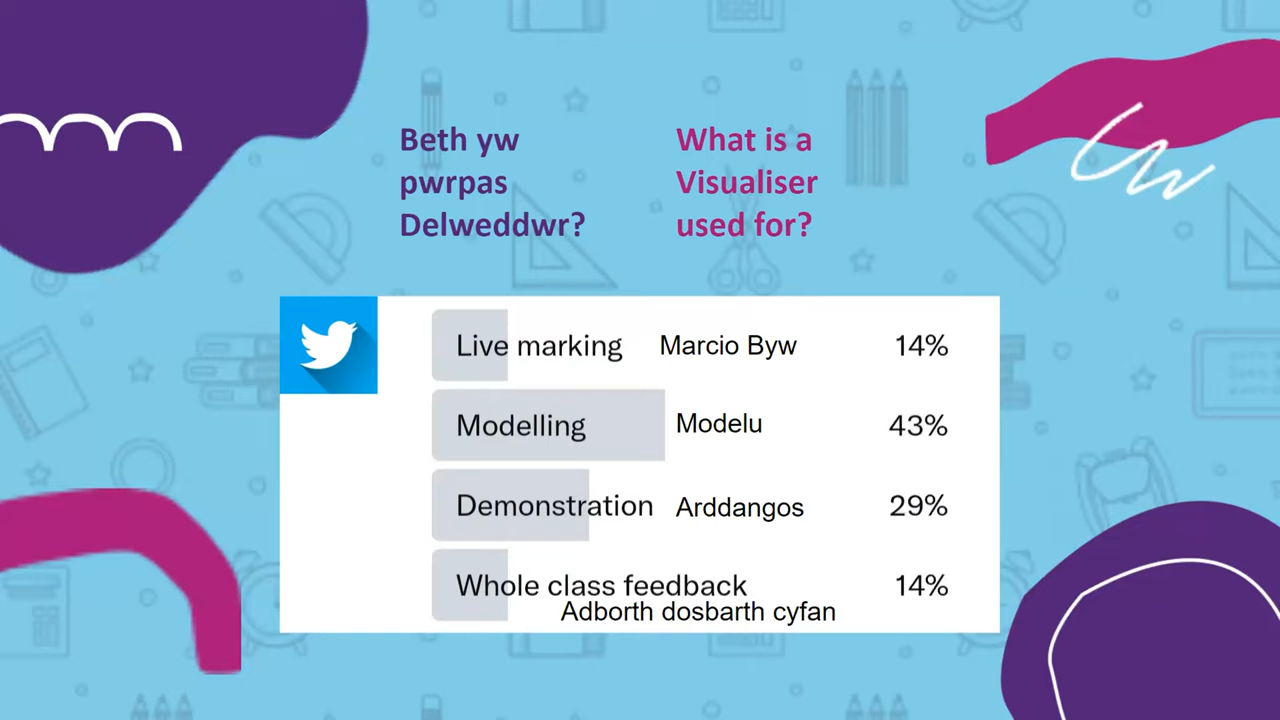 Beth yw
pwrpas
Delweddwr?
What is a
Visualiser
used for?
Live marking Marcio Byw 14%
Modelling Modelu 43%
Demonstration Arddangos 29%
Whole class feedback 14%
Adborth dosbarth cyfan